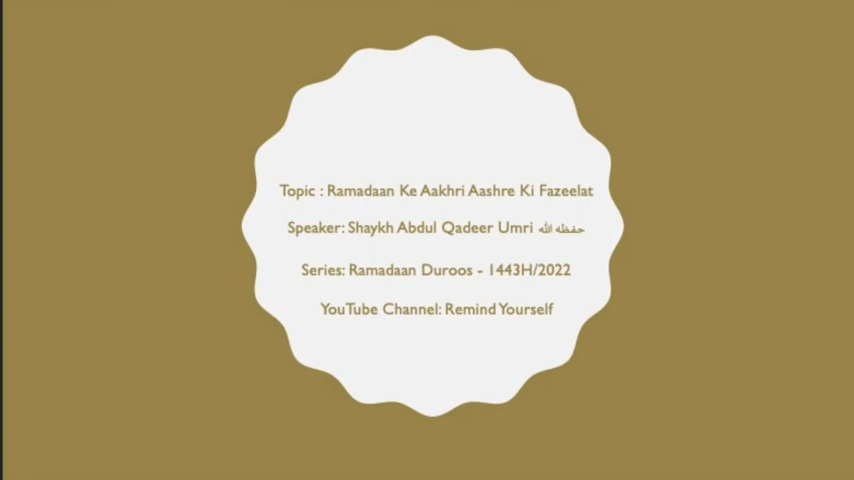 Topic : Ramadaan Ke Aakhri Aashre Ki Fazeelat
Speaker: Shaykh Abdul Qadeer Umri حفظه الله
Series: Ramadaan Duroos - 1443H/2022
YouTube Channel: Remind Yourself